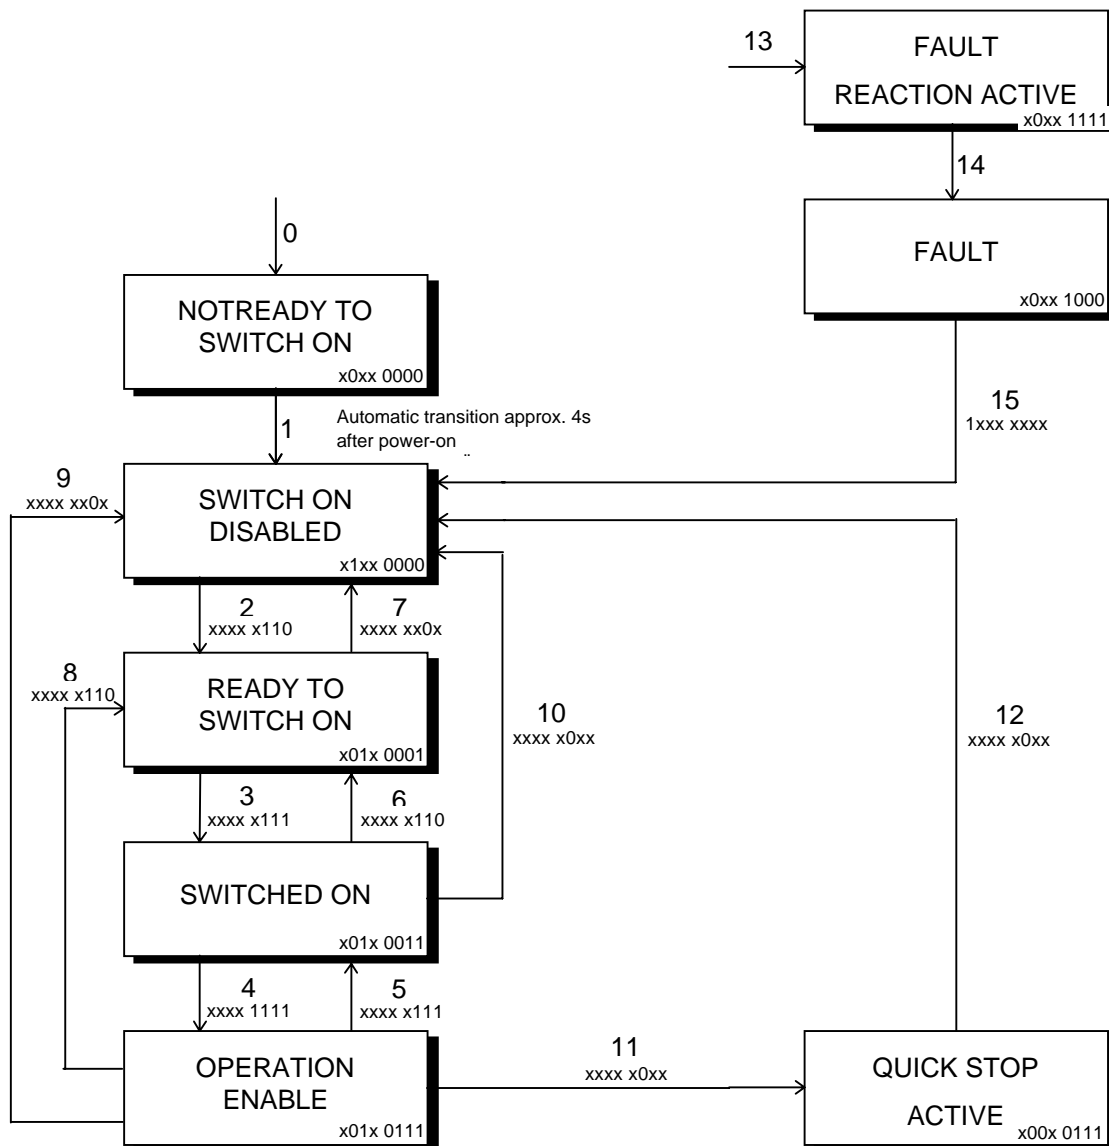 13
FAULT
REACTION ACTIVE
x0xx 1111
14
FAULT
x0xx 1000
0
NOTREADY TO
SWITCH ON
x0xx 0000
1
Automatic transition approx. 4s
after power-on
15
1xxx xxxx
9
xxxx xx0x
SWITCH ON
DISABLED
x1xx 0000
2
xxxx x110
7
xxxx xx0x
8
xxxx x110
READY TO
SWITCH ON
x01x 0001
10
xxxx x0xx
12
xxxx x0xx
3
xxxx x111
6
xxxx x110
SWITCHED ON
x01x 0011
4
xxxx 1111
5
xxxx x111
OPERATION
ENABLE
x01x 0111
11
xxxx x0xx
QUICK STOP
ACTIVE
x00x 0111